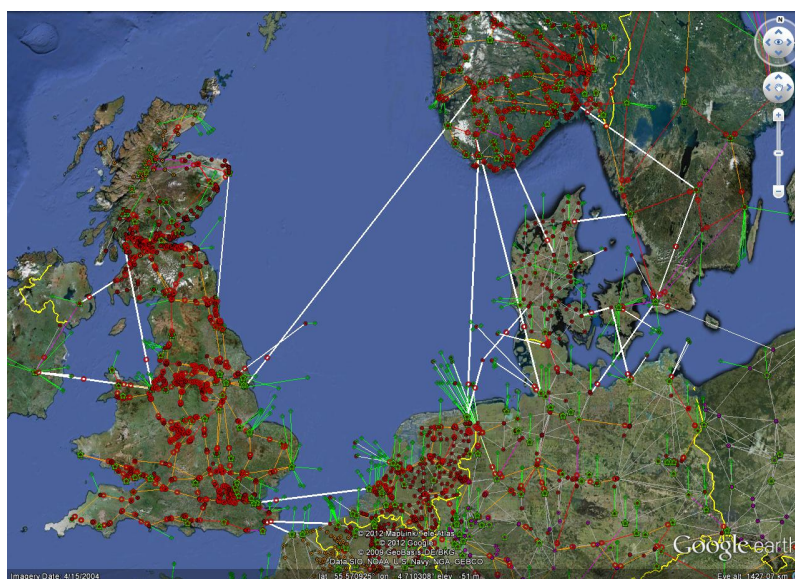 N
© 2012 MapLink/Tele Atlas
© 2012 Google
© 2009 GeoBasis-DE/BKG
Data SIO, NOAA, U.S. Navy, NGA, GEBCO
Google earth
Imagery Date: 4/15/2004
lat 55.570925° lon 4.710308° elev -51 m
Eye alt 1427.07 km